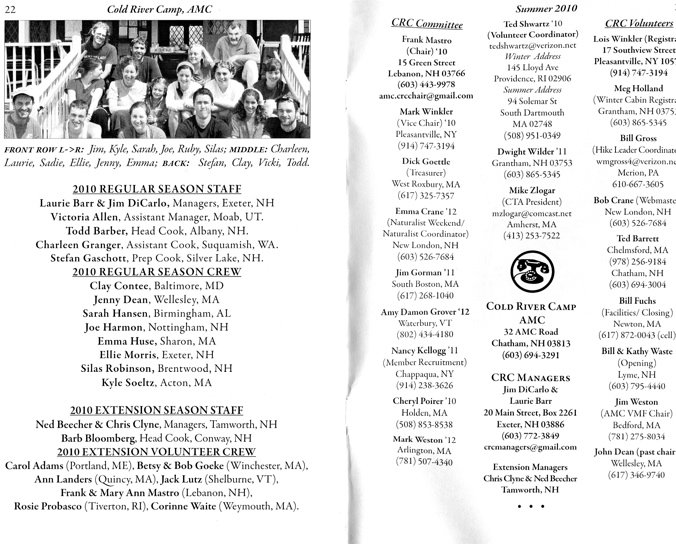 22
Cold River Camp, AMC
FRONT ROW L->R: Jim, Kyle, Sarah, Joe, Ruby, Silas; MIDDLE: Charleen,
Laurie, Sadie, Ellie, Jenny, Emma; BACK: Stefan, Clay, Vicki, Todd.
2010 REGULAR SEASON STAFF
Laurie Barr & Jim DiCarlo, Managers, Exeter, NH
Victoria Allen, Assistant Manager, Moab, UT.
Todd Barber, Head Cook, Albany, NH.
Charleen Granger, Assistant Cook, Suquamish, WA.
Stefan Gaschott, Prep Cook, Silver Lake, NH.
2010 REGULAR SEASON CREW
Clay Contee, Baltimore, MD
Jenny Dean, Wellesley, MA
Sarah Hansen, Birmingham, AL
Joe Harmon, Nottingham, NH
Emma Huse, Sharon, MA
Ellie Morris, Exeter, NH
Silas Robinson, Brentwood, NH
Kyle Soeltz, Acton, MA
2010 EXTENSION SEASON STAFF
Ned Beecher & Chris Clyne, Managers, Tamworth, NH
Barb Bloomberg, Head Cook, Conway, NH
2010 EXTENSION VOLUNTEER CREW
Carol Adams (Portland, ME), Betsy & Bob Goeke (Winchester, MA),
Ann Landers (Quincy, MA), Jack Lutz (Shelburne, VT),
Frank & Mary Ann Mastro (Lebanon, NH),
Rosie Probasco (Tiverton, RI), Corinne Waite (Weymouth, MA).
Summer 2010
CRC Committee
Frank Mastro
(Chair) '10
15 Green Street
Lebanon, NH 03766
(603) 443-9978
amc.crcchair@gmail.com
Mark Winkler
(Vice Chair) '10
Pleasantville, NY
(914) 747-3194
Dick Goettle
(Treasurer)
West Roxbury, MA
(617) 325-7357
Emma Crane '12
(Naturalist Weekend/
Naturalist Coordinator)
New London, NH
(603) 526-7684
Jim Gorman '11
South Boston, MA
(617) 268-1040
Amy Damon Grover '12
Waterbury, VT
(802) 434-4180
Nancy Kellogg '11
(Member Recruitment)
Chappaqua, NY
(914) 238-3626
Cheryl Poirer '10
Holden, MA
(508) 853-8538
Mark Weston '12
Arlington, MA
(781) 507-4340
Ted Shwartz '10
(Volunteer Coordinator)
tedshwartz@verizon.net
Winter Address
145 Lloyd Ave
Providence, RI 02906
Summer Address
94 Solemar St
South Dartmouth
MA 02748
(508) 951-0349
Dwight Wilder '11
Grantham, NH 03753
(603) 865-5345
Mike Zlogar
(CTA President)
mzlogar@comcast.net
Amherst, MA
(413) 253-7522
COLD RIVER CAMP
AMC
32 AMC Road
Chatham, NH 03813
(603) 694-3291
CRC MANAGERS
Jim DiCarlo &
Laurie Barr
20 Main Street, Box 2261
Exeter, NH 03886
(603) 772-3849
crcmanagers@gmail.com
Extension Managers
Chris Clyne & Ned Beecher
Tamworth, NH
• • •
CRC Volunteers
Lois Winkler (Registra
17 Southview Street
Pleasantville, NY 105
(914) 747-3194
Meg Holland
(Winter Cabin Registra
Grantham, NH 0375
(603) 865-5345
Bill Gross
(Hike Leader Coordinat
wmgross4@verizon.ne
Merion, PA
610-667-3605
Bob Crane (Webmaste
New London, NH
(603) 526-7684
Ted Barrett
Chelmsford, MA
(978) 256-9184
Chatham, NH
(603) 694-3004
Bill Fuchs
(Facilities/ Closing)
Newton, MA
(617) 872-0043 (cell)
Bill & Kathy Waste
(Opening)
Lyme, NH
(603) 795-4440
Jim Weston
(AMC VMF Chair)
Bedford, MA
(781) 275-8034
John Dean (past chair
Wellesley, MA
(617) 346-9740